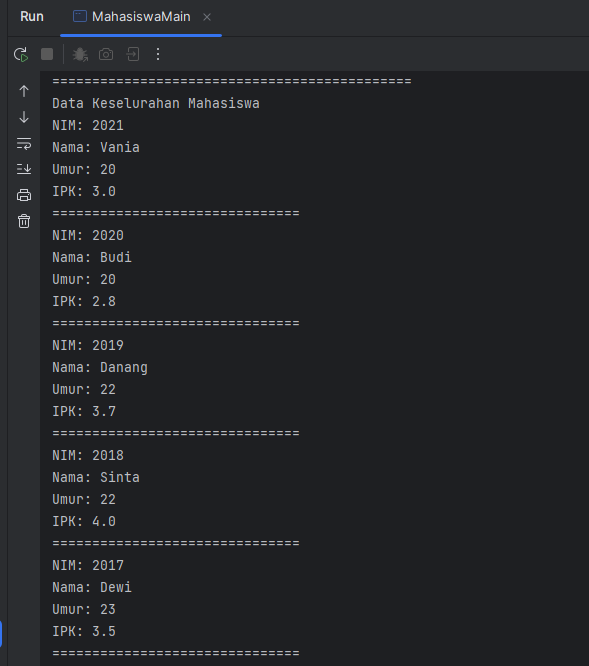 Run MahasiswaMain
=============================================
Data Keselurahan Mahasiswa
NIM: 2021
Nama: Vania
Umur: 20
IPK: 3.0
===============================
NIM: 2020
Nama: Budi
Umur: 20
IPK: 2.8
===============================
NIM: 2019
Nama: Danang
Umur: 22
IPK: 3.7
===============================
NIM: 2018
Nama: Sinta
Umur: 22
IPK: 4.0
===============================
NIM: 2017
Nama: Dewi
Umur: 23
IPK: 3.5
===============================